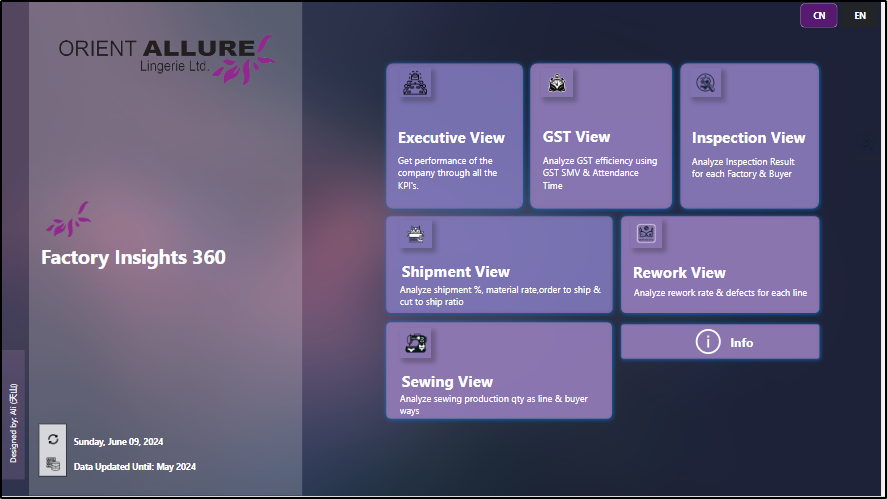 CN
EN
ORIENT ALLURE
Lingerie Ltd.
Executive View
Get performance of the
company through all the
KPI's.
GST View
Analyze GST efficiency using
GST SMV & Attendance
Time
Inspection View
Analyze Inspection Result
for each Factory & Buyer
Factory Insights 360
Shipment View
Analyze shipment %, material rate,order to ship &
cut to ship ratio
Rework View
Analyze rework rate & defects for each line
Info
Sewing View
Analyze sewing production qty as line & buyer
ways
Designed by: Ali (天山)
Sunday, June 09, 2024
Data Updated Until: May 2024